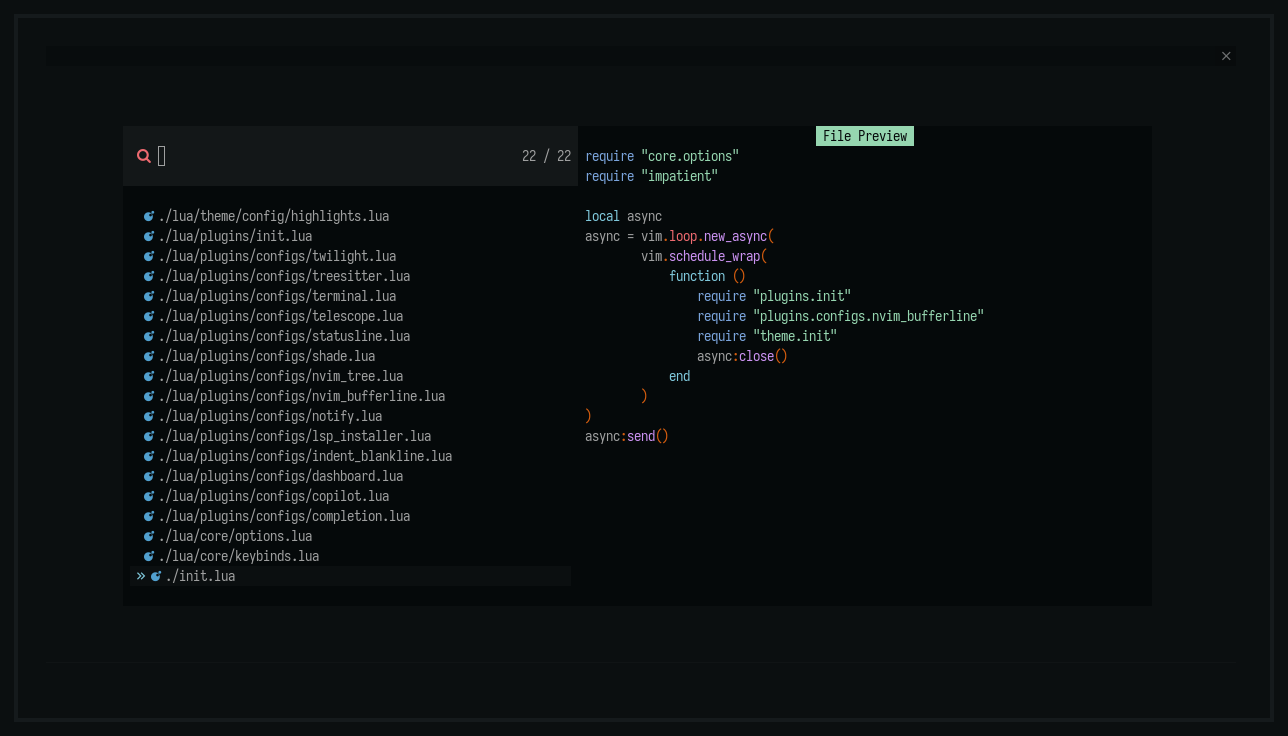 ×
22 / 22
./lua/theme/config/highlights.lua
./lua/plugins/init.lua
./lua/plugins/configs/twilight.lua
./lua/plugins/configs/treesitter.lua
./lua/plugins/configs/terminal.lua
./lua/plugins/configs/telescope.lua
./lua/plugins/configs/statusline.lua
./lua/plugins/configs/shade.lua
./lua/plugins/configs/nvim_tree.lua
./lua/plugins/configs/nvim_bufferline.lua
./lua/plugins/configs/notify.lua
./lua/plugins/configs/lsp_installer.lua
./lua/plugins/configs/indent_blankline.lua
./lua/plugins/configs/dashboard.lua
./lua/plugins/configs/copilot.lua
./lua/plugins/configs/completion.lua
./lua/core/options.lua
./lua/core/keybinds.lua
» ./init.lua
File Preview
require "core.options"
require "impatient"
local async
async = vim.loop.new_async(
        vim.schedule_wrap(
            function ()
                require "plugins.init"
                require "plugins.configs.nvim_bufferline"
                require "theme.init"
                async:close()
            end
        )
)
async:send()